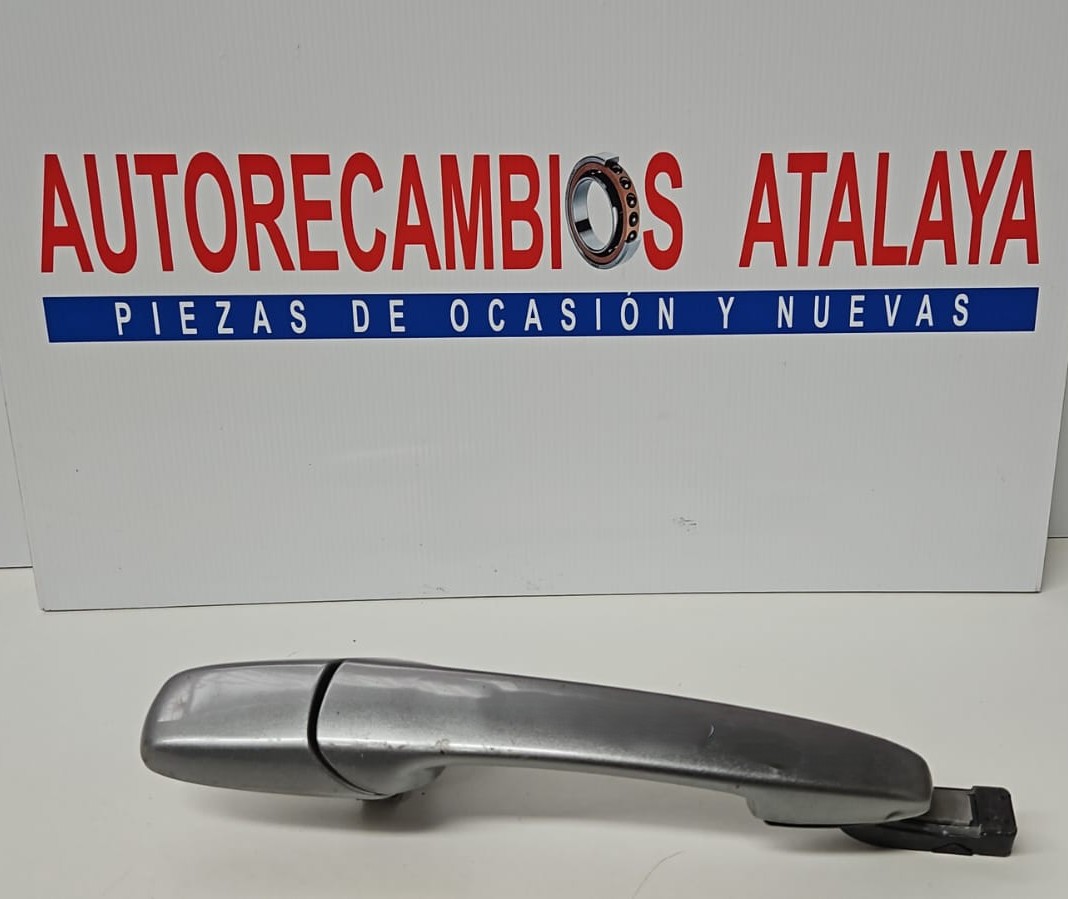 AUTORECAMBIOS ATALAYA
PIEZAS DE OCASIÓN Y NUEVAS